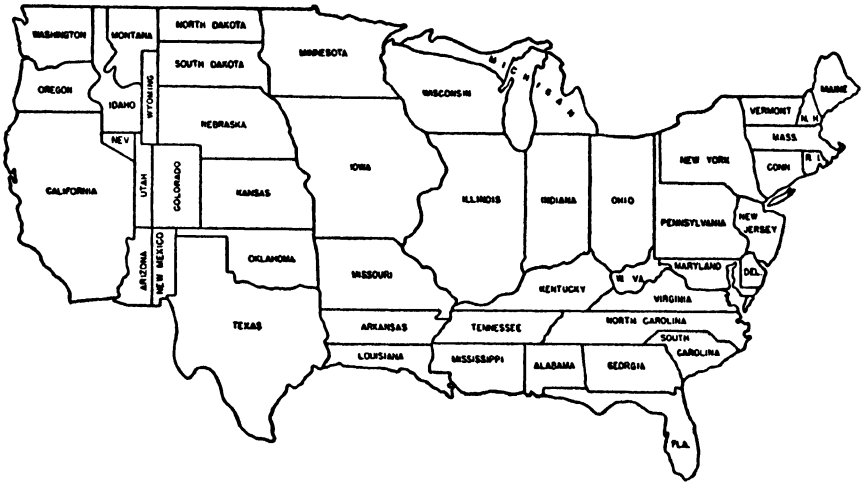 WASHINGTON
MONTANA
NORTH DAKOTA
MINNESOTA
MICHIGAN
SOUTH DAKOTA
WISCONSIN
OREGON
IDAHO
WYOMING
NEBRASKA
IOWA
MAINE
VERMONT
N. H.
MASS.
NEW YORK
CONN
R. I.
NEV
CALIFORNIA
UTAH
COLORADO
KANSAS
ILLINOIS
INDIANA
OHIO
PENNSYLVANIA
NEW
JERSEY
ARIZONA
NEW MEXICO
OKLAHOMA
MISSOURI
KENTUCKY
W. VA.
MARYLAND
DEL.
VIRGINIA
TEXAS
ARKANSAS
TENNESSEE
NORTH CAROLINA
SOUTH
CAROLINA
LOUISIANA
MISSISSIPPI
ALABAMA
GEORGIA
FLA.